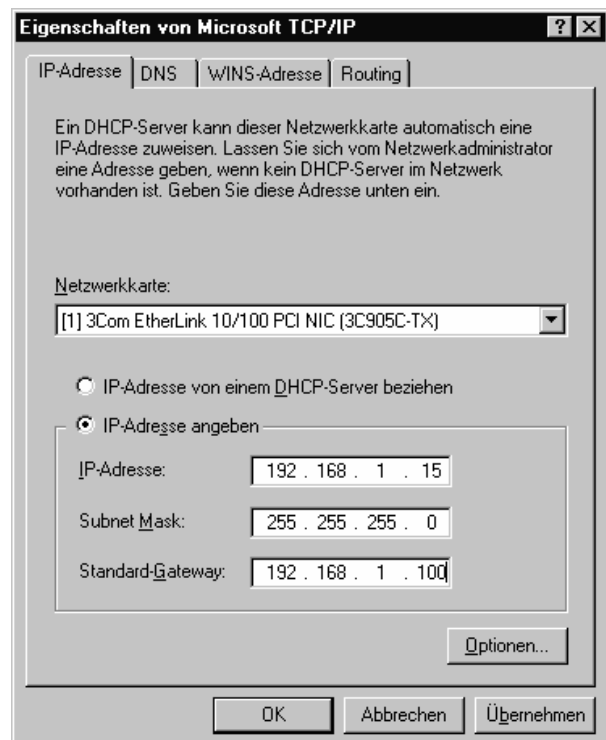 Eigenschaften von Microsoft TCP/IP
IP-Adresse DNS WINS-Adresse Routing
Ein DHCP-Server kann dieser Netzwerkkarte automatisch eine
IP-Adresse zuweisen. Lassen Sie sich vom Netzwerkadministrator
eine Adresse geben, wenn kein DHCP-Server im Netzwerk
vorhanden ist. Geben Sie diese Adresse unten ein.
Netzwerkkarte:
[1] 3Com EtherLink 10/100 PCI NIC (3C905C-TX)
IP-Adresse von einem DHCP-Server beziehen
IP-Adresse angeben
IP-Adresse: 192 . 168 . 1 . 15
Subnet Mask: 255 . 255 . 255 . 0
Standard-Gateway: 192 . 168 . 1 . 100
Optionen...
OK Abbrechen Übernehmen